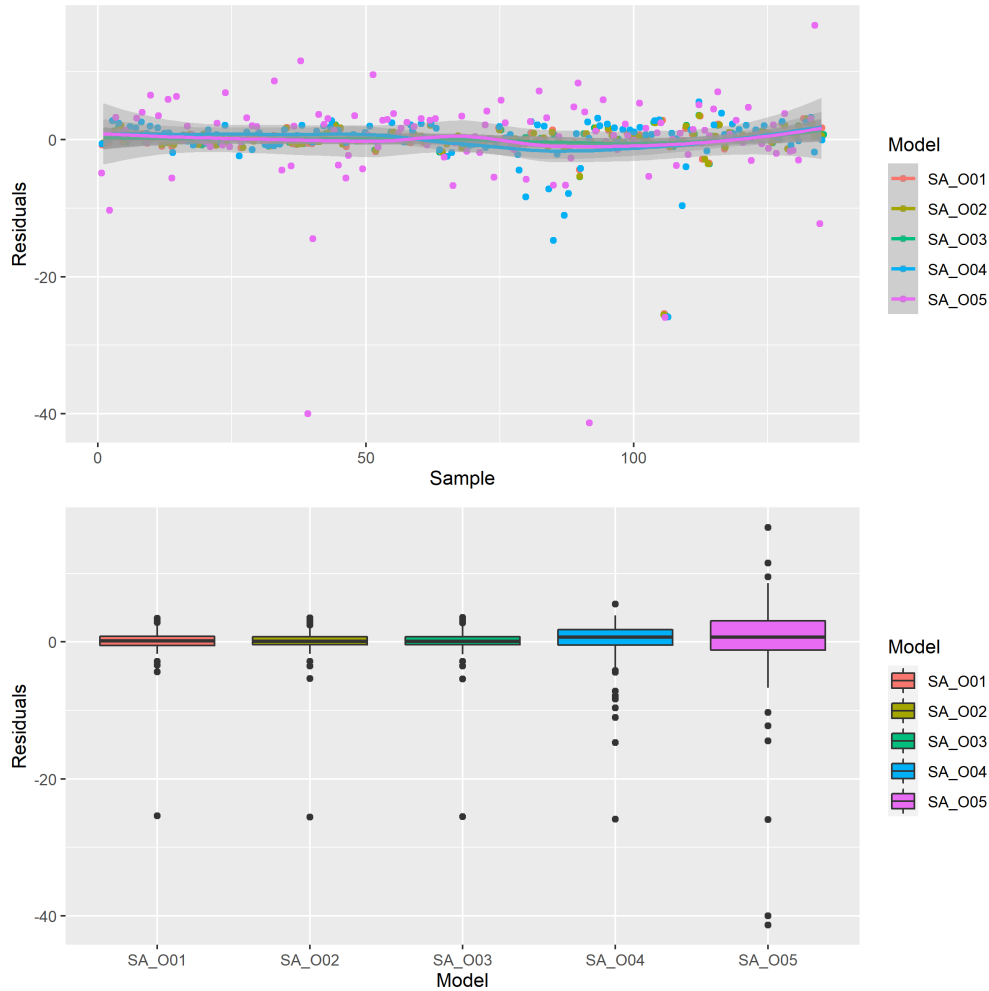 0
-20
-40
Residuals
0
50
100
Sample
Model
SA_O01
SA_O02
SA_O03
SA_O04
SA_O05
0
-20
-40
Residuals
SA_O01
SA_O02
SA_O03
SA_O04
SA_O05
Model
Model
SA_O01
SA_O02
SA_O03
SA_O04
SA_O05